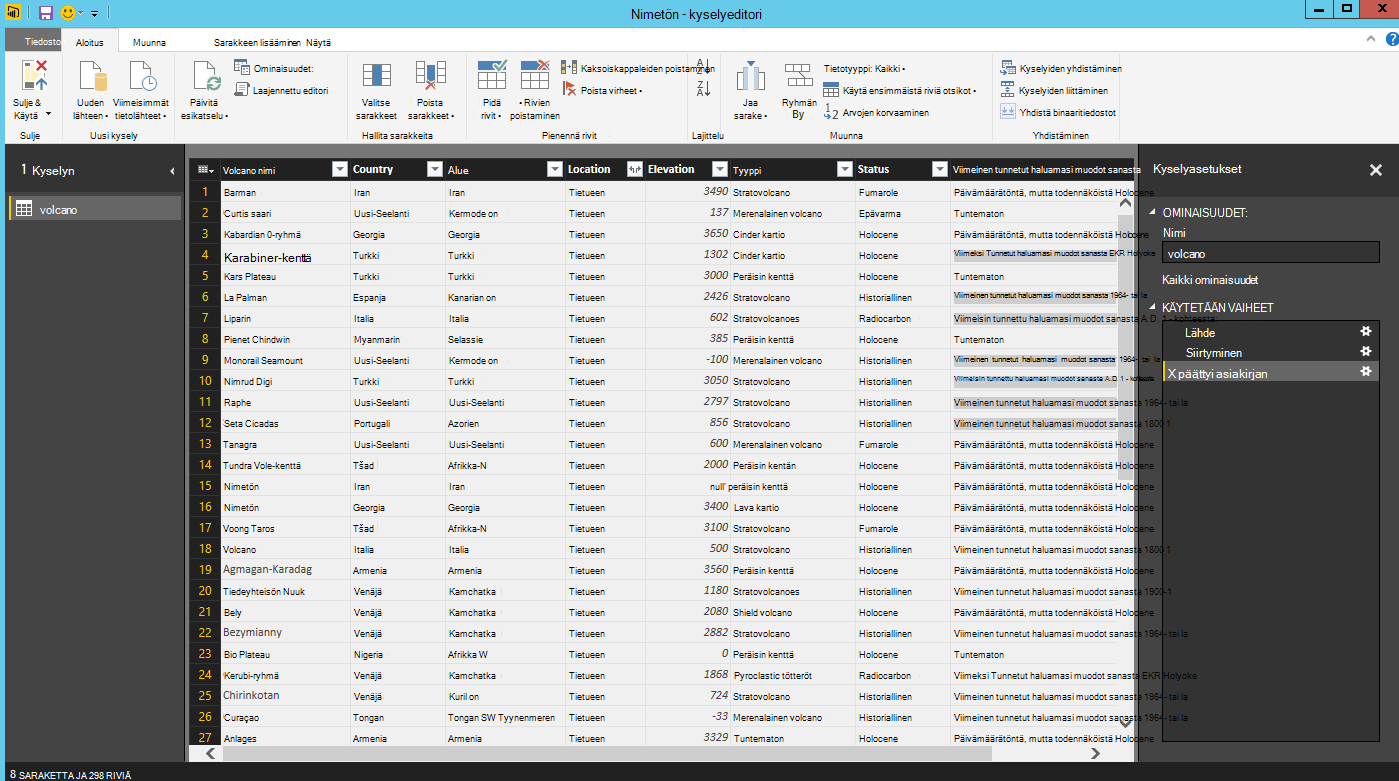 Nimetön - kyselyeditori
Tiedosto Aloitus Muunna Sarakkeen lisääminen Näytä
Sulje & Käytä
Uuden lähteen
Viimeisimmät tietolähteet
Päivitä esikatselu
Ominaisuudet:
Laajennettu editori
Valitse sarakkeet
Poista sarakkeet
Pidä rivit
Rivien poistaminen
Kaksoiskappaleiden poistaminen
Poista virheet
Jaa sarake
Ryhmän By
Tietotyyppi: Kaikki
Käytä ensimmäistä riviä otsikot
Arvojen korvaaminen
Kyselyiden yhdistäminen
Kyselyiden liittäminen
Yhdistä binaaritiedostot
Sulje Uusi kysely Hallita sarakkeita Pienennä rivit Lajittelu Muunna Yhdistäminen
1 Kyselyn
volcano
Volcano nimi Country Alue Location Elevation Tyyppi Status Viimeinen tunnetut haluamasi muodot sanasta
1 Barman Iran Iran Tietueen 3490 Stratovolcano Fumarole Päivämäärätöntä, mutta todennäköistä Holocene
2 Curtis saari Uusi-Seelanti Kermode on Tietueen 137 Merenalainen volcano Epävarma Tuntematon
3 Kabardian 0-ryhmä Georgia Georgia Tietueen 3650 Cinder kartio Holocene Päivämäärätöntä, mutta todennäköistä Holocene
4 Karabiner-kenttä Turkki Turkki Tietueen 1302 Cinder kartio Holocene Viimeksi Tunnetut haluamasi muodot sanasta EKR Holyoke
5 Kars Plateau Turkki Turkki Tietueen 3000 Peräisin kenttä Holocene Tuntematon
6 La Palman Espanja Kanarian on Tietueen 2426 Stratovolcano Historiallinen Viimeinen tunnetut haluamasi muodot sanasta 1964- tai la
7 Liparin Italia Italia Tietueen 602 Stratovolcanoes Radiocarbon Viimeisin tunnettu haluamasi muodot sanasta A.D. 1 - kohteesta
8 Pienet Chindwin Myanmarin Selassie Tietueen 385 Peräisin kenttä Holocene Tuntematon
9 Monorail Seamount Uusi-Seelanti Kermode on Tietueen -100 Merenalainen volcano Historiallinen Viimeinen tunnetut haluamasi muodot sanasta 1964- tai la
10 Nimrud Digi Turkki Turkki Tietueen 3050 Stratovolcano Historiallinen Viimeisin tunnettu haluamasi muodot sanasta A.D. 1 - kohteesta
11 Raphe Uusi-Seelanti Uusi-Seelanti Tietueen 2797 Stratovolcano Historiallinen Viimeinen tunnetut haluamasi muodot sanasta 1964- tai la
12 Seta Cicadas Portugali Azorien Tietueen 856 Stratovolcano Historiallinen Viimeinen tunnetut haluamasi muodot sanasta 1800 1
13 Tanagra Uusi-Seelanti Uusi-Seelanti Tietueen 600 Merenalainen volcano Fumarole Päivämäärätöntä, mutta todennäköistä Holocene
14 Tundra Vole-kenttä Tšad Afrikka-N Tietueen 2000 Peräisin kentän Holocene Päivämäärätöntä, mutta todennäköistä Holocene
15 Nimetön Iran Iran Tietueen null' peräisin kenttä Holocene Päivämäärätöntä, mutta todennäköistä Holocene
16 Nimetön Georgia Georgia Tietueen 3400 Lava kartio Holocene Päivämäärätöntä, mutta todennäköistä Holocene
17 Voong Taros Tšad Afrikka-N Tietueen 3100 Stratovolcano Fumarole Päivämäärätöntä, mutta todennäköistä Holocene
18 Volcano Italia Italia Tietueen 500 Stratovolcano Historiallinen Viimeinen tunnetut haluamasi muodot sanasta 1800 1
19 Agmagan-Karadag Armenia Armenia Tietueen 3560 Peräisin kenttä Holocene Päivämäärätöntä, mutta todennäköistä Holocene
20 Tiedeyhteisön Nuuk Venäjä Kamchatka Tietueen 1180 Stratovolcanoes Historiallinen Viimeinen tunnetut haluamasi muodot sanasta 1900-1
21 Bely Venäjä Kamchatka Tietueen 2080 Shield volcano Holocene Päivämäärätöntä, mutta todennäköistä Holocene
22 Bezymianny Venäjä Kamchatka Tietueen 2882 Stratovolcano Historiallinen Viimeinen tunnetut haluamasi muodot sanasta 1964- tai la
23 Bio Plateau Nigeria Afrikka W Tietueen 0 Peräisin kenttä Holocene Tuntematon
24 Kerubi-ryhmä Venäjä Kamchatka Tietueen 1868 Pyroclastic tötteröt Radiocarbon Viimeksi Tunnetut haluamasi muodot sanasta EKR Holyoke
25 Chirinkotan Venäjä Kuril on Tietueen 724 Stratovolcano Historiallinen Viimeinen tunnetut haluamasi muodot sanasta 1964- tai la
26 Curaçao Tongan Tongan SW Tyynenmeren Tietueen -33 Merenalainen volcano Historiallinen Viimeinen tunnetut haluamasi muodot sanasta 1964- tai la
27 Anlages Armenia Armenia Tietueen 3329 Tuntematon Holocene Päivämäärätöntä, mutta todennäköistä Holocene
Kyselyasetukset
OMINAISUUDET:
Nimi
volcano
Kaikki ominaisuudet
KÄYTETÄÄN VAIHEET
Lähde
Siirtyminen
X päättyi asiakirjan
8 SARAKETTA JA 298 RIVIÄ